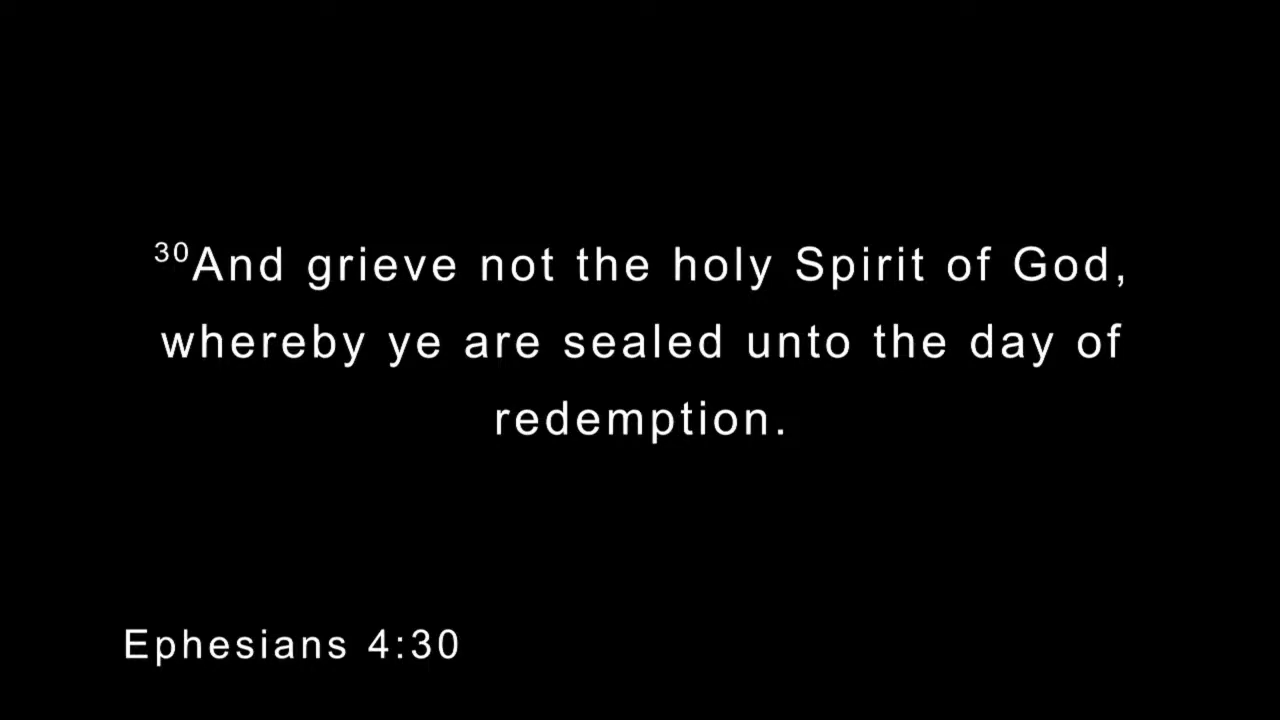 30And grieve not the holy Spirit of God,
whereby ye are sealed unto the day of
redemption.
Ephesians 4:30